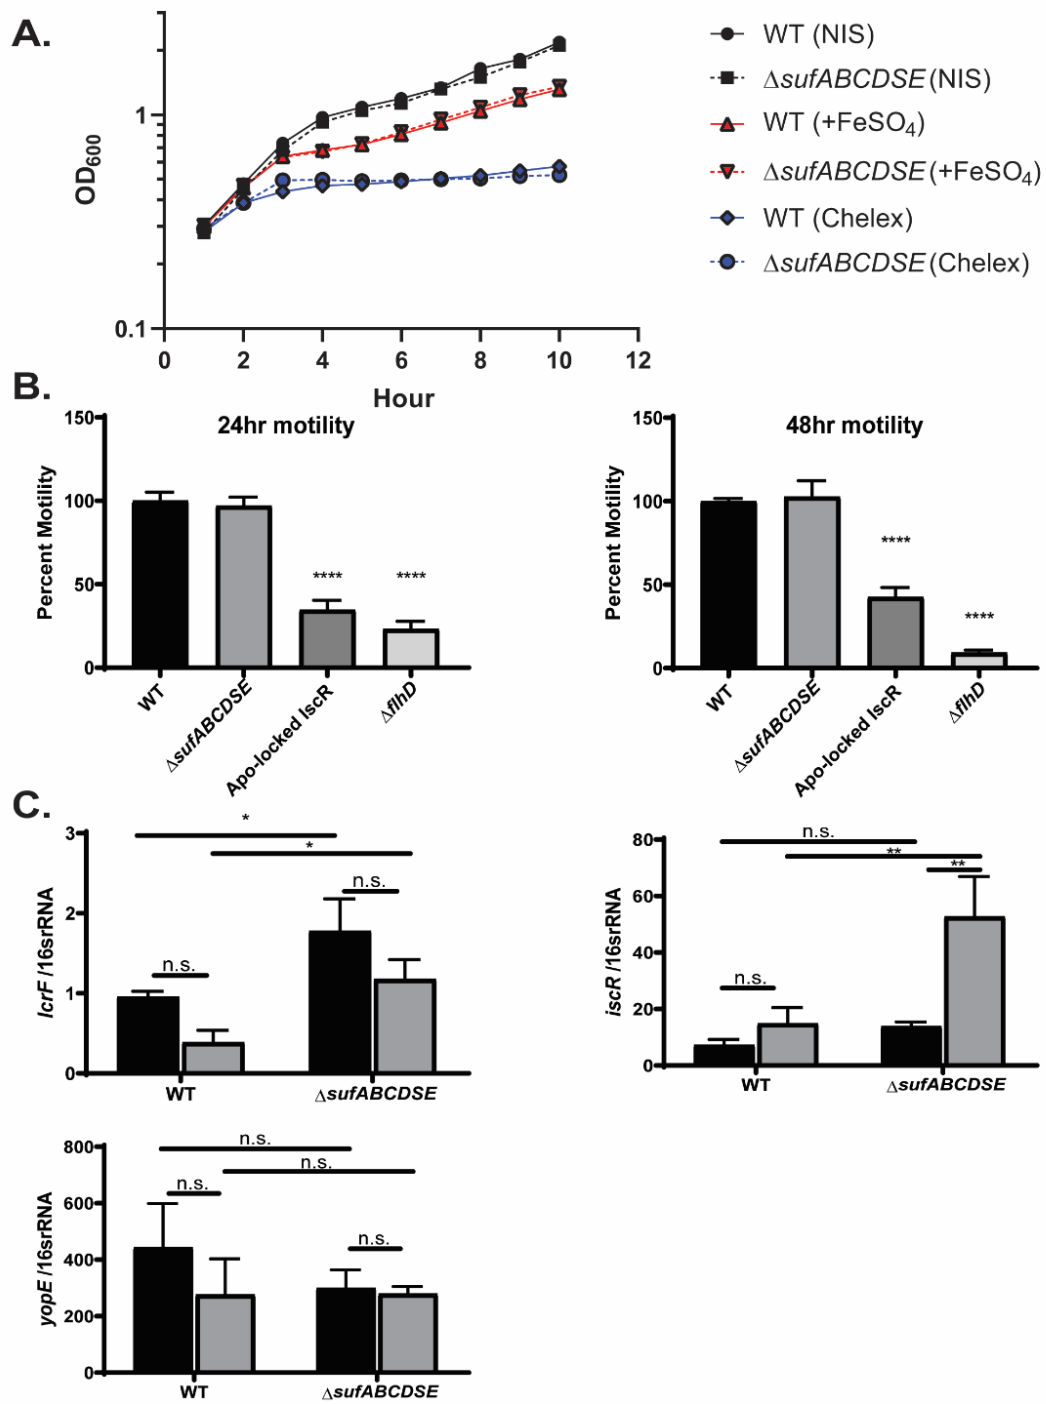 A.
WT (NIS)
ΔsufABCDSE (NIS)
WT (+FeSO4)
ΔsufABCDSE (+FeSO4)
WT (Chelex)
ΔsufABCDSE (Chelex)
OD600
1
0.1
0 2 4 6 8 10 12
Hour
B.
24hr motility
Percent Motility
150
100
50
0
**** ****
WT ΔsufABCDSE Apo-locked IscR ΔflhD
48hr motility
Percent Motility
150
100
50
0
****
****
WT ΔsufABCDSE Apo-locked IscR ΔflhD
C.
lcrF /16srRNA
3
2
1
0
*
*
n.s.
n.s.
WT ΔsufABCDSE
iscR /16srRNA
80
60
40
20
0
n.s.
**
**
n.s.
WT ΔsufABCDSE
yopE /16srRNA
800
600
400
200
0
n.s.
n.s.
n.s.
n.s.
WT ΔsufABCDSE